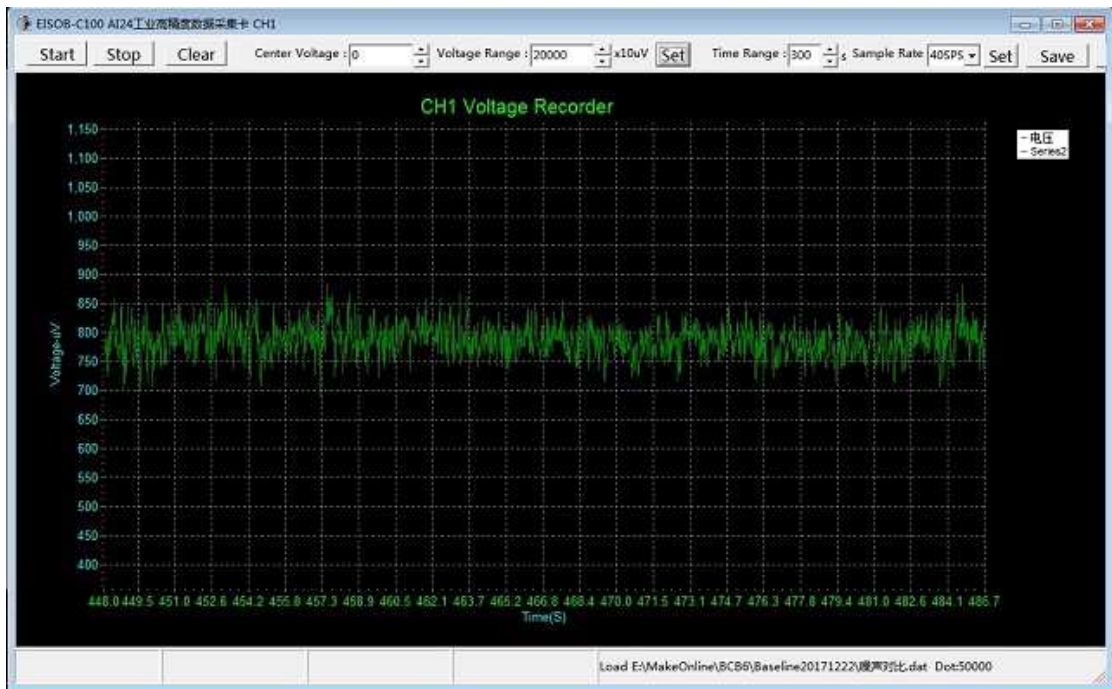 EISOB-C100 AI24工业高精度数据采集卡 CH1
Start Stop Clear Center Voltage : 0 Voltage Range : 20000 x10uV Set Time Range : 300 s Sample Rate 40SPS Set Save
CH1 Voltage Recorder
电压
Series2
1,150
1,100
1,050
1,000
950
900
850
800
750
700
650
600
550
500
450
400
Voltage-uV
448.0 449.5 451.0 452.6 454.2 455.8 457.3 458.9 460.5 462.1 463.7 465.2 466.8 468.4 470.0 471.5 473.1 474.7 476.3 477.8 479.4 481.0 482.6 484.1 486.7
Time(S)
Load E:\MakeOnline\BCB6\Baseline20171222\噪声对比.dat Dot:50000